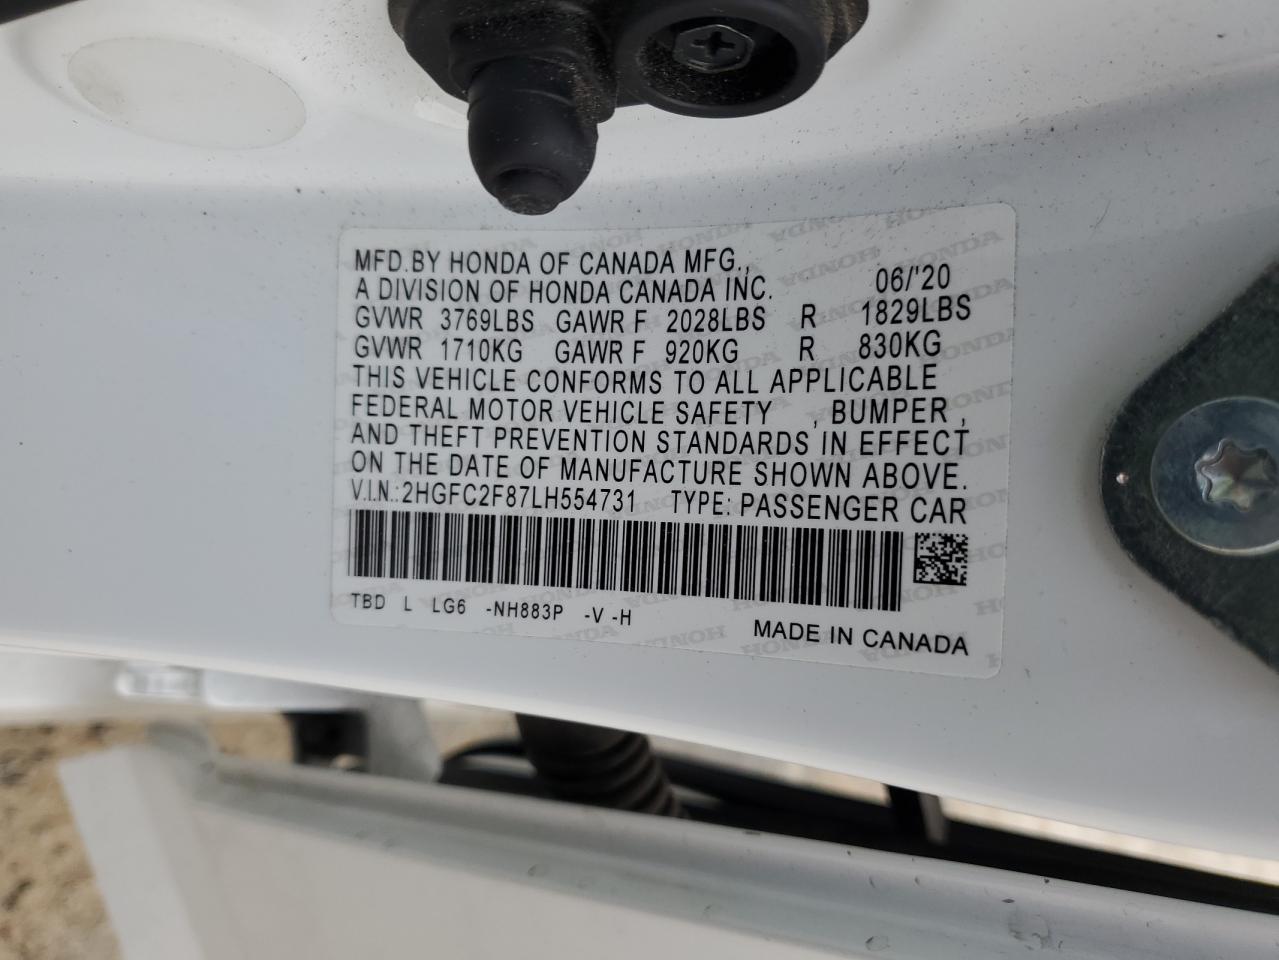 MFD.BY HONDA OF CANADA MFG.,
A DIVISION OF HONDA CANADA INC. 06/'20
GVWR 3769LBS GAWR F 2028LBS R 1829LBS
GVWR 1710KG GAWR F 920KG R 830KG
THIS VEHICLE CONFORMS TO ALL APPLICABLE
FEDERAL MOTOR VEHICLE SAFETY , BUMPER ,
AND THEFT PREVENTION STANDARDS IN EFFECT
ON THE DATE OF MANUFACTURE SHOWN ABOVE.
V.I.N.:2HGFC2F87LH554731 TYPE: PASSENGER CAR
TBD L LG6 -NH883P -V -H
MADE IN CANADA